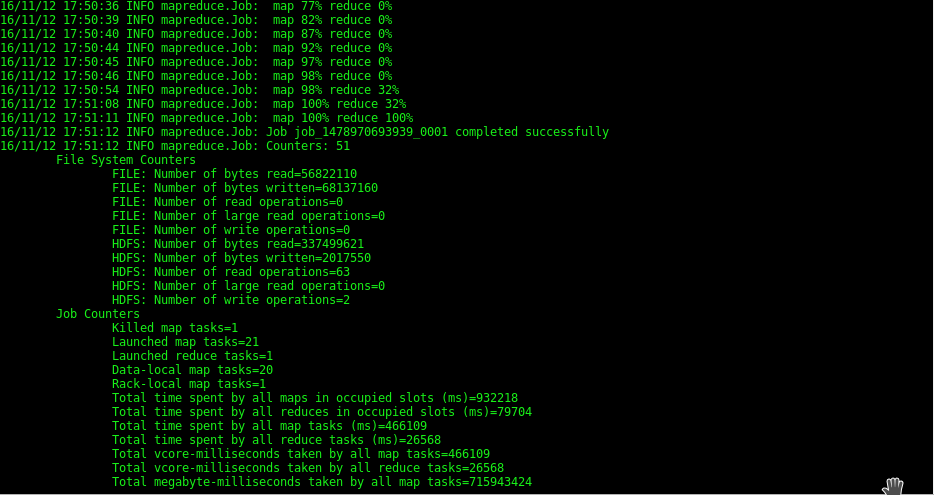 16/11/12 17:50:36 INFO mapreduce.Job:  map 77% reduce 0%
16/11/12 17:50:39 INFO mapreduce.Job:  map 82% reduce 0%
16/11/12 17:50:40 INFO mapreduce.Job:  map 87% reduce 0%
16/11/12 17:50:44 INFO mapreduce.Job:  map 92% reduce 0%
16/11/12 17:50:45 INFO mapreduce.Job:  map 97% reduce 0%
16/11/12 17:50:46 INFO mapreduce.Job:  map 98% reduce 0%
16/11/12 17:50:54 INFO mapreduce.Job:  map 98% reduce 32%
16/11/12 17:51:08 INFO mapreduce.Job:  map 100% reduce 32%
16/11/12 17:51:11 INFO mapreduce.Job:  map 100% reduce 100%
16/11/12 17:51:12 INFO mapreduce.Job: Job job_1478970693939_0001 completed successfully
16/11/12 17:51:12 INFO mapreduce.Job: Counters: 51
File System Counters
FILE: Number of bytes read=56822110
FILE: Number of bytes written=68137160
FILE: Number of read operations=0
FILE: Number of large read operations=0
FILE: Number of write operations=0
HDFS: Number of bytes read=337499621
HDFS: Number of bytes written=2017550
HDFS: Number of read operations=63
HDFS: Number of large read operations=0
HDFS: Number of write operations=2
Job Counters
Killed map tasks=1
Launched map tasks=21
Launched reduce tasks=1
Data-local map tasks=20
Rack-local map tasks=1
Total time spent by all maps in occupied slots (ms)=932218
Total time spent by all reduces in occupied slots (ms)=79704
Total time spent by all map tasks (ms)=466109
Total time spent by all reduce tasks (ms)=26568
Total vcore-milliseconds taken by all map tasks=466109
Total vcore-milliseconds taken by all reduce tasks=26568
Total megabyte-milliseconds taken by all map tasks=715943424